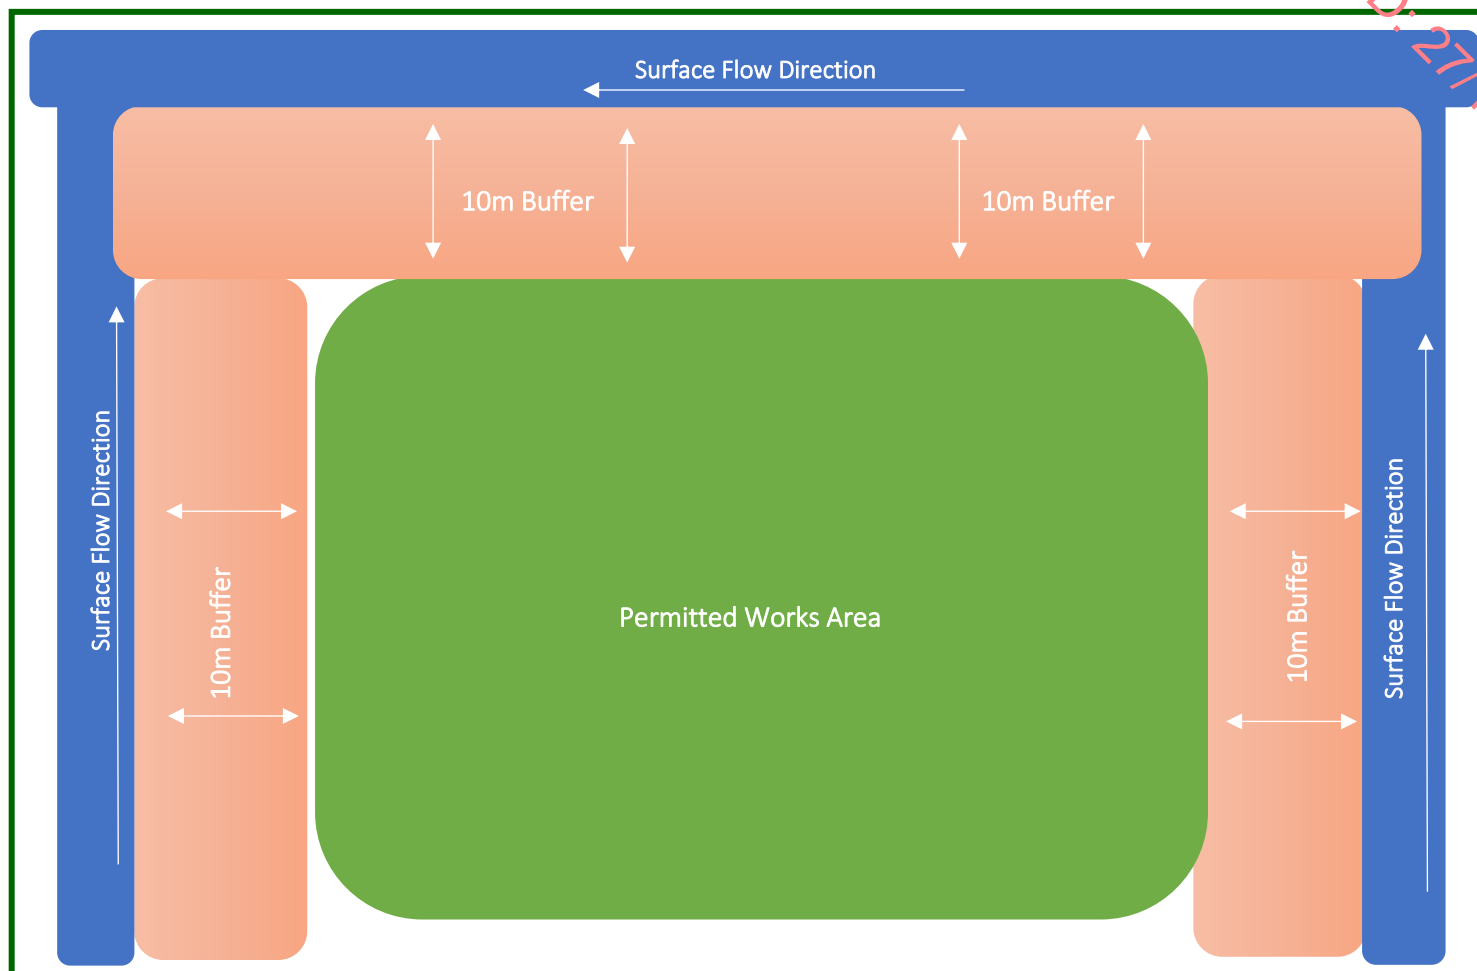 Surface Flow Direction
10m Buffer
10m Buffer
Surface Flow Direction
10m Buffer
Permitted Works Area
10m Buffer
Surface Flow Direction